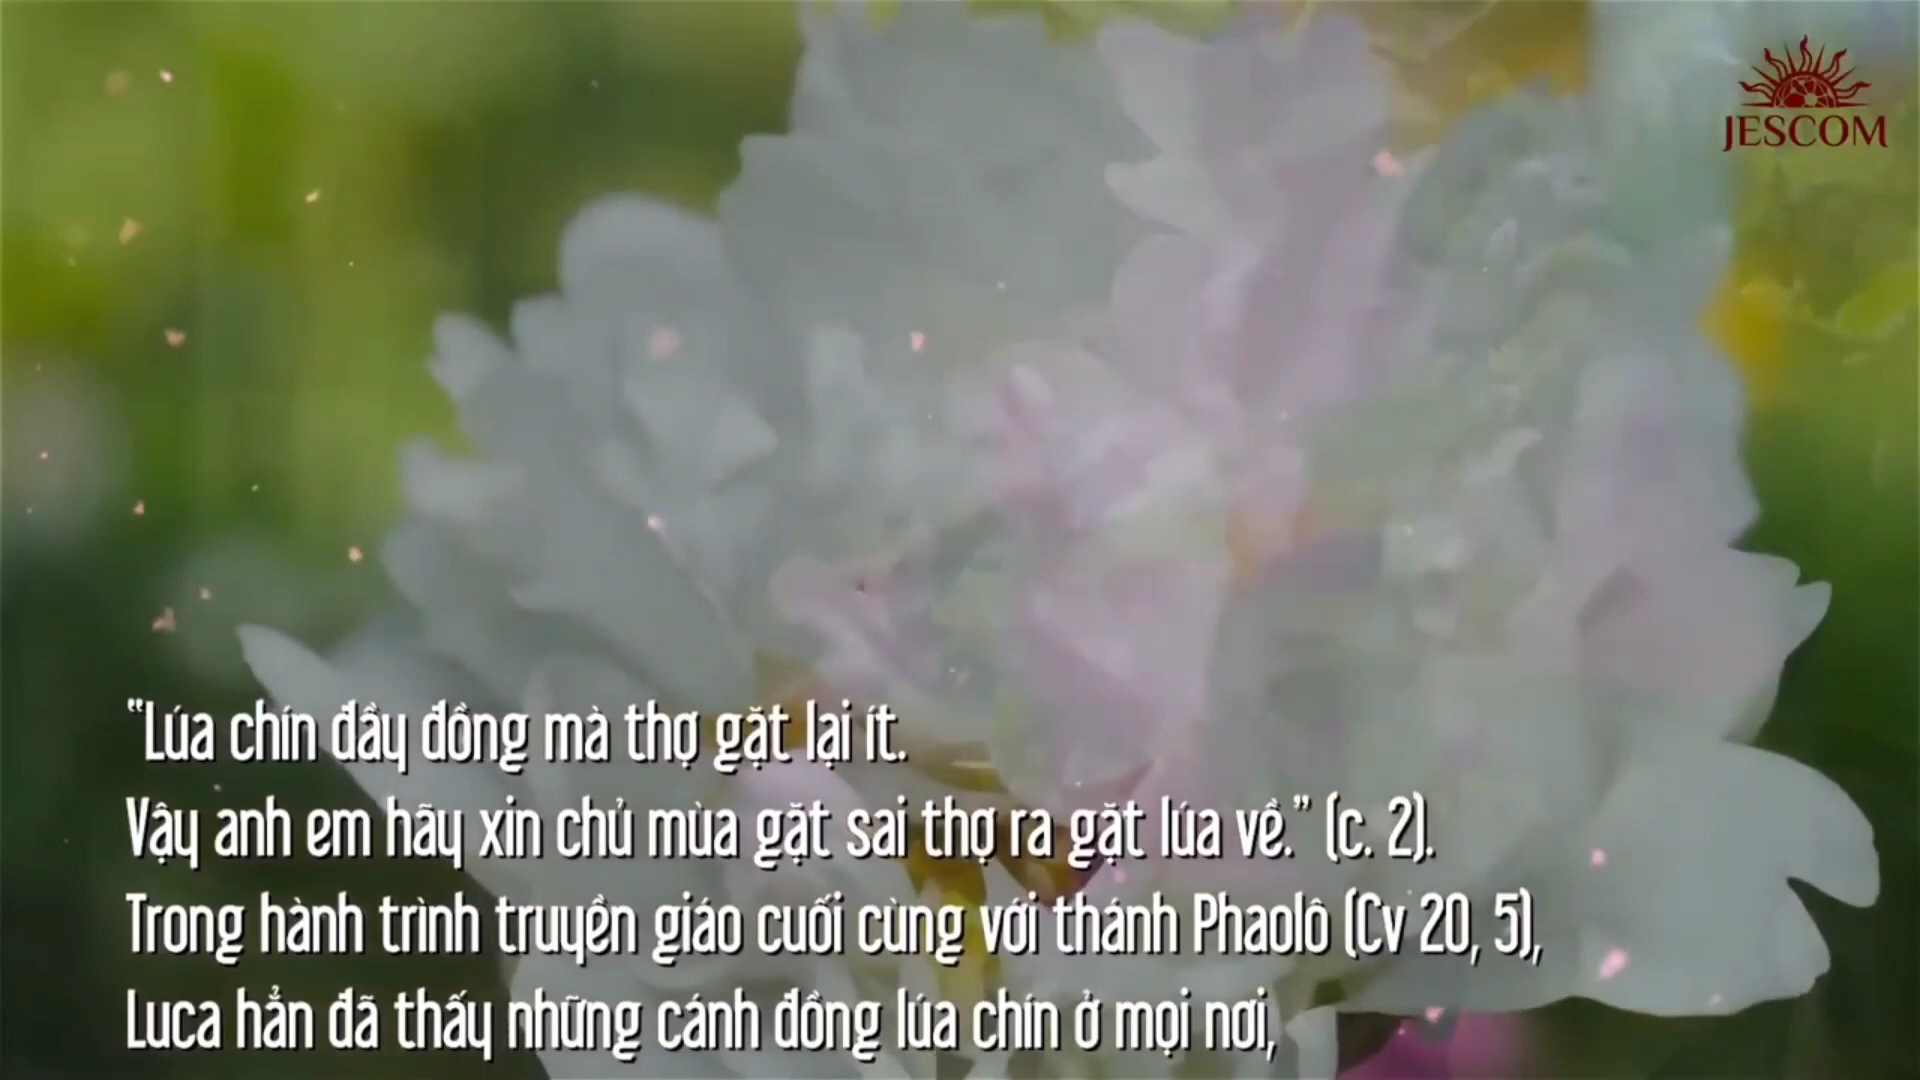 JESCOM
“Lúa chín đầy đồng mà thợ gặt lại ít.
Vậy anh em hãy xin chủ mùa gặt sai thợ ra gặt lúa về.” (c. 2).
Trong hành trình truyền giáo cuối cùng với thánh Phaolô (Cv 20, 5),
Luca hẳn đã thấy những cánh đồng lúa chín ở mọi nơi,